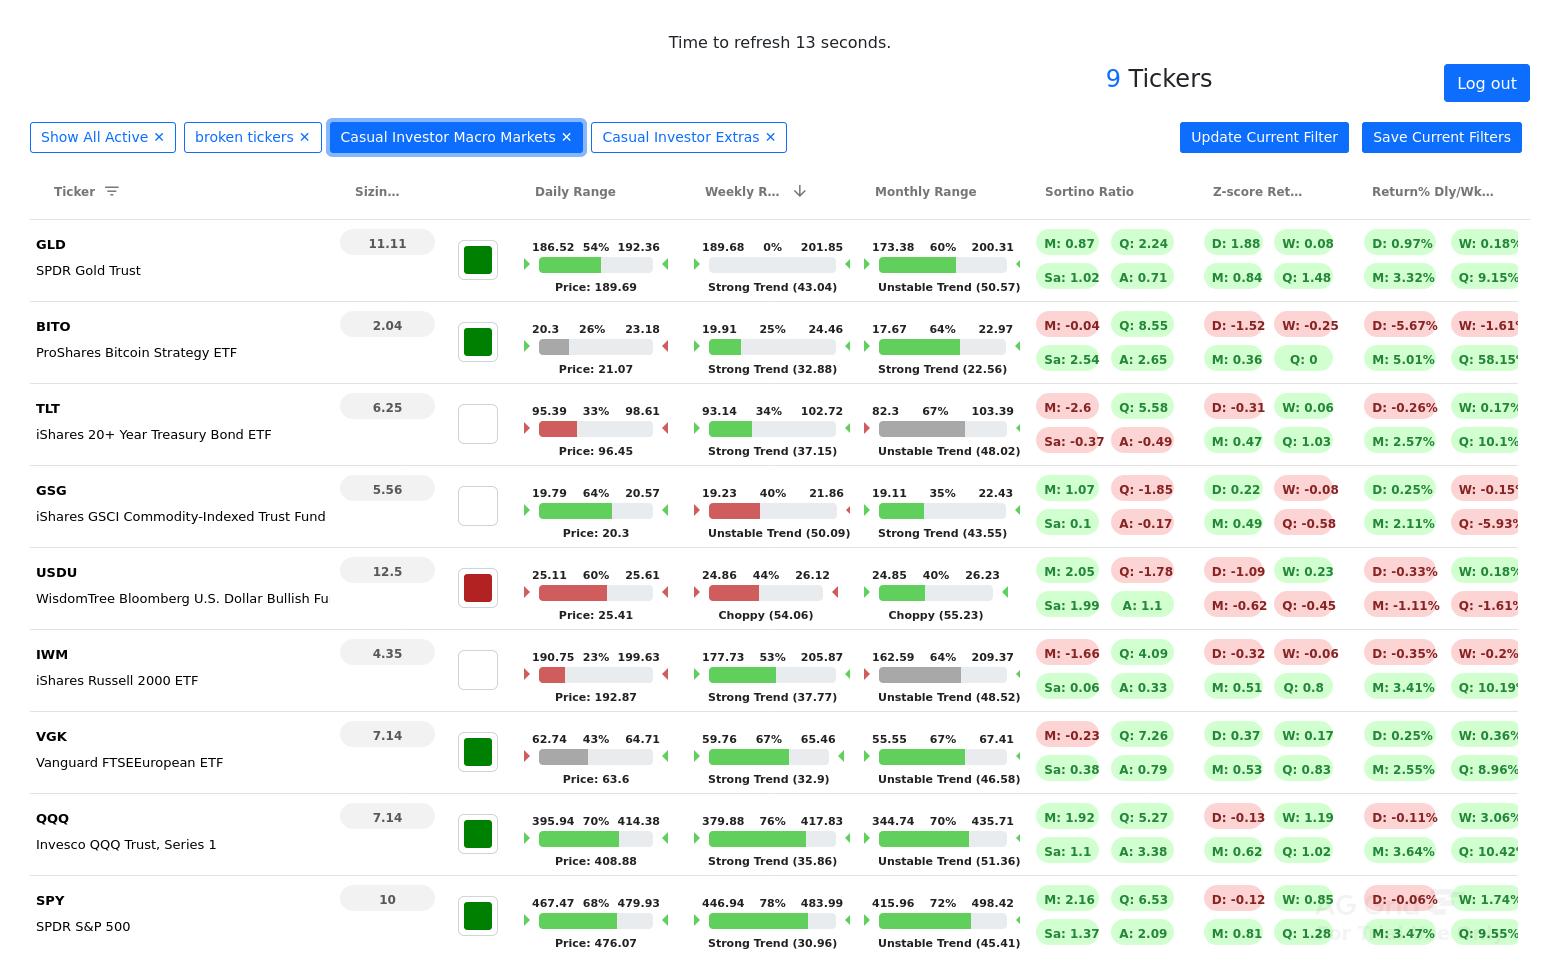 Time to refresh 13 seconds.
9 Tickers
Log out
Show All Active ✕ broken tickers ✕ Casual Investor Macro Markets ✕ Casual Investor Extras ✕ Update Current Filter Save Current Filters
Ticker Sizin... Daily Range Weekly R... Monthly Range Sortino Ratio Z-score Ret... Return% Dly/Wk...
GLD 11.11 186.52 54% 192.36 189.68 0% 201.85 173.38 60% 200.31 M: 0.87 Q: 2.24 D: 1.88 W: 0.08 D: 0.97% W: 0.18%
SPDR Gold Trust Sa: 1.02 A: 0.71 M: 0.84 Q: 1.48 M: 3.32% Q: 9.15%
Price: 189.69 Strong Trend (43.04) Unstable Trend (50.57)
BITO 2.04 20.3 26% 23.18 19.91 25% 24.46 17.67 64% 22.97 M: -0.04 Q: 8.55 D: -1.52 W: -0.25 D: -5.67% W: -1.61%
ProShares Bitcoin Strategy ETF Sa: 2.54 A: 2.65 M: 0.36 Q: 0 M: 5.01% Q: 58.15%
Price: 21.07 Strong Trend (32.88) Strong Trend (22.56)
TLT 6.25 95.39 33% 98.61 93.14 34% 102.72 82.3 67% 103.39 M: -2.6 Q: 5.58 D: -0.31 W: 0.06 D: -0.26% W: 0.17%
iShares 20+ Year Treasury Bond ETF Sa: -0.37 A: -0.49 M: 0.47 Q: 1.03 M: 2.57% Q: 10.1%
Price: 96.45 Strong Trend (37.15) Unstable Trend (48.02)
GSG 5.56 19.79 64% 20.57 19.23 40% 21.86 19.11 35% 22.43 M: 1.07 Q: -1.85 D: 0.22 W: -0.08 D: 0.25% W: -0.15%
iShares GSCI Commodity-Indexed Trust Fund Sa: 0.1 A: -0.17 M: 0.49 Q: -0.58 M: 2.11% Q: -5.93%
Price: 20.3 Unstable Trend (50.09) Strong Trend (43.55)
USDU 12.5 25.11 60% 25.61 24.86 44% 26.12 24.85 40% 26.23 M: 2.05 Q: -1.78 D: -1.09 W: 0.23 D: -0.33% W: 0.18%
WisdomTree Bloomberg U.S. Dollar Bullish Fu Sa: 1.99 A: 1.1 M: -0.62 Q: -0.45 M: -1.11% Q: -1.61%
Price: 25.41 Choppy (54.06) Choppy (55.23)
IWM 4.35 190.75 23% 199.63 177.73 53% 205.87 162.59 64% 209.37 M: -1.66 Q: 4.09 D: -0.32 W: -0.06 D: -0.35% W: -0.2%
iShares Russell 2000 ETF Sa: 0.06 A: 0.33 M: 0.51 Q: 0.8 M: 3.41% Q: 10.19%
Price: 192.87 Strong Trend (37.77) Unstable Trend (48.52)
VGK 7.14 62.74 43% 64.71 59.76 67% 65.46 55.55 67% 67.41 M: -0.23 Q: 7.26 D: 0.37 W: 0.17 D: 0.25% W: 0.36%
Vanguard FTSEEuropean ETF Sa: 0.38 A: 0.79 M: 0.53 Q: 0.83 M: 2.55% Q: 8.96%
Price: 63.6 Strong Trend (32.9) Unstable Trend (46.58)
QQQ 7.14 395.94 70% 414.38 379.88 76% 417.83 344.74 70% 435.71 M: 1.92 Q: 5.27 D: -0.13 W: 1.19 D: -0.11% W: 3.06%
Invesco QQQ Trust, Series 1 Sa: 1.1 A: 3.38 M: 0.62 Q: 1.02 M: 3.64% Q: 10.42%
Price: 408.88 Strong Trend (35.86) Unstable Trend (51.36)
SPY 10 467.47 68% 479.93 446.94 78% 483.99 415.96 72% 498.42 M: 2.16 Q: 6.53 D: -0.12 W: 0.85 D: -0.06% W: 1.74%
SPDR S&P 500 Sa: 1.37 A: 2.09 M: 0.81 Q: 1.28 M: 3.47% Q: 9.55%
Price: 476.07 Strong Trend (30.96) Unstable Trend (45.41)